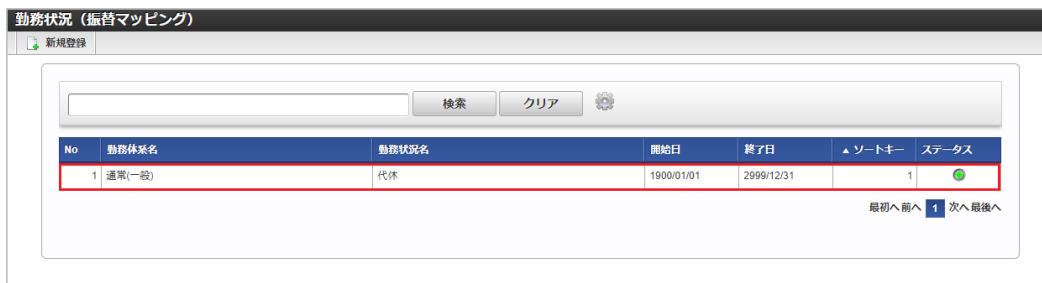 勤務状況（振替マッピング）
新規登録
検索 クリア
No 勤務体系名 勤務状況名 開始日 終了日 ▲ ソートキー ステータス
1 通常(一般) 代休 1900/01/01 2999/12/31 1
最初へ 前へ 1 次へ 最後へ